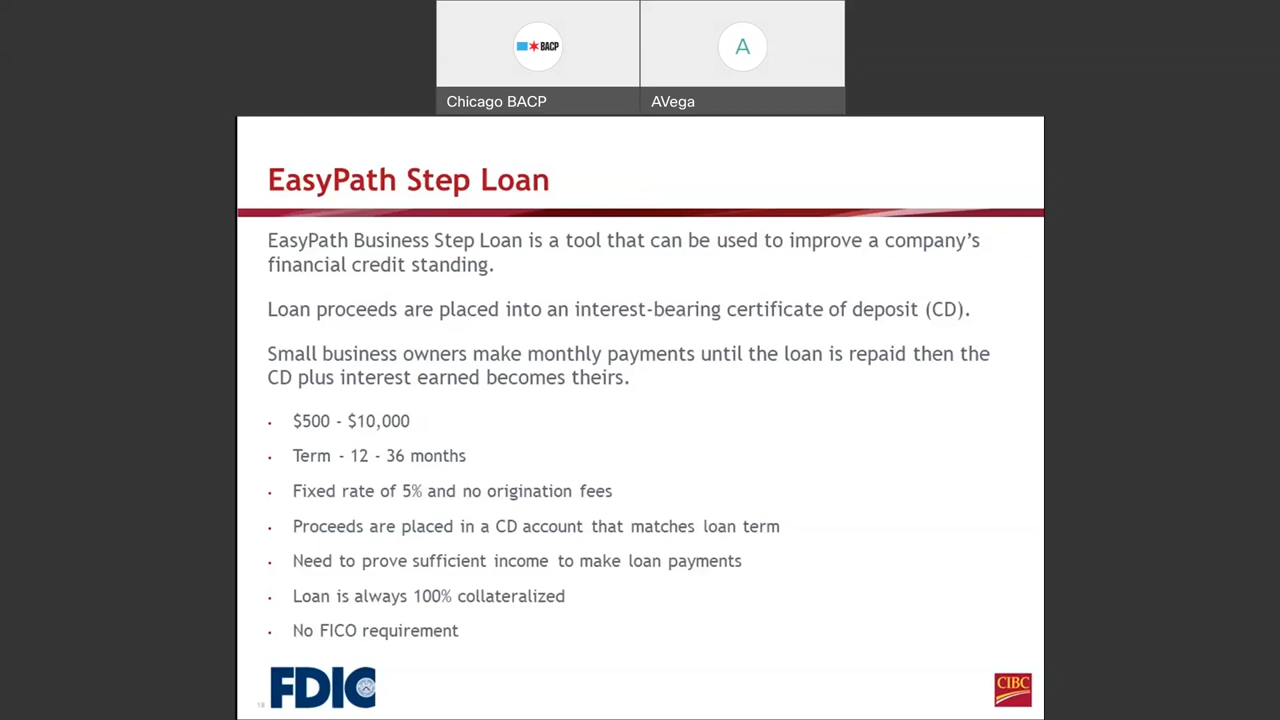 BACP
A
Chicago BACP
AVega
EasyPath Step Loan
EasyPath Business Step Loan is a tool that can be used to improve a company's
financial credit standing.
Loan proceeds are placed into an interest-bearing certificate of deposit (CD).
Small business owners make monthly payments until the loan is repaid then the
CD plus interest earned becomes theirs.
· $500 - $10,000
· Term - 12 - 36 months
· Fixed rate of 5% and no origination fees
· Proceeds are placed in a CD account that matches loan term
· Need to prove sufficient income to make loan payments
· Loan is always 100% collateralized
· No FICO requirement
18
FDIC
CIBC